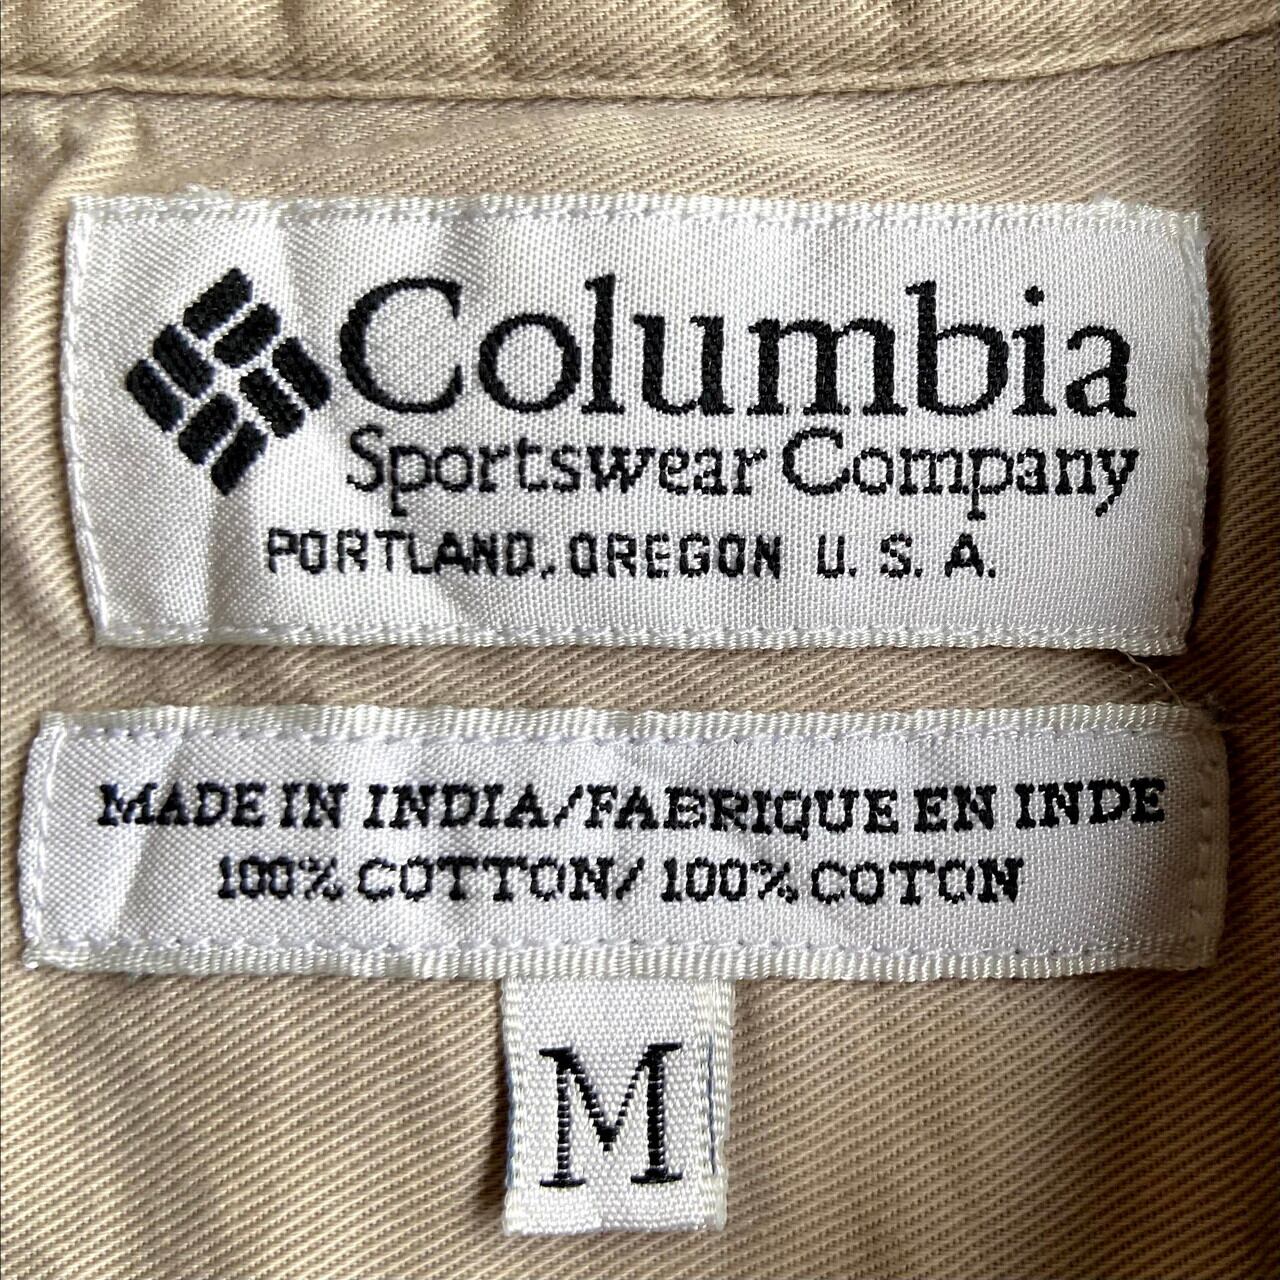 Columbia
Sportswear Company
PORTLAND, OREGON U. S. A.
MADE IN INDIA/FABRIQUE EN INDE
100% COTTON/ 100% COTON
M